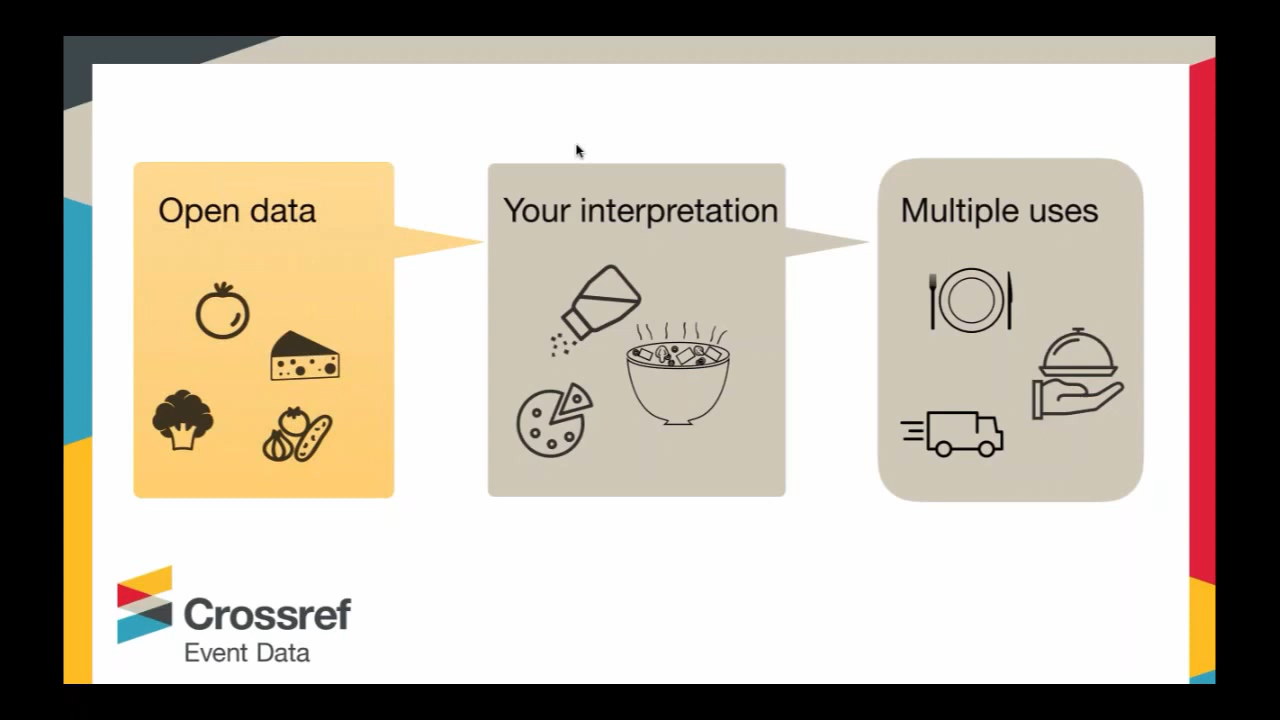 Open data
Your interpretation
Multiple uses
Crossref
Event Data